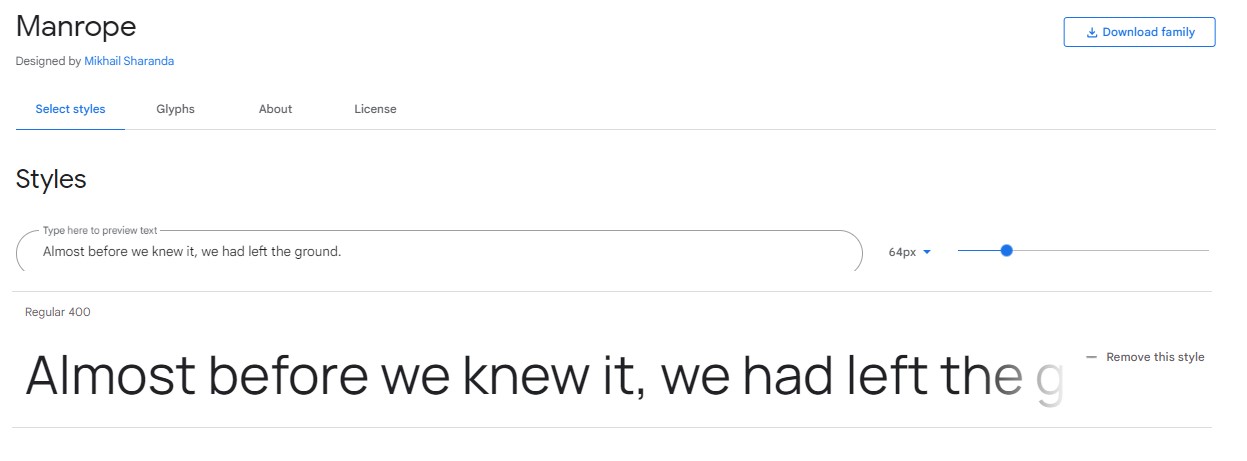 Manrope
Download family
Designed by Mikhail Sharanda
Select styles Glyphs About License
Styles
Type here to preview text
Almost before we knew it, we had left the ground.
64px
Regular 400
Almost before we knew it, we had left the g
Remove this style